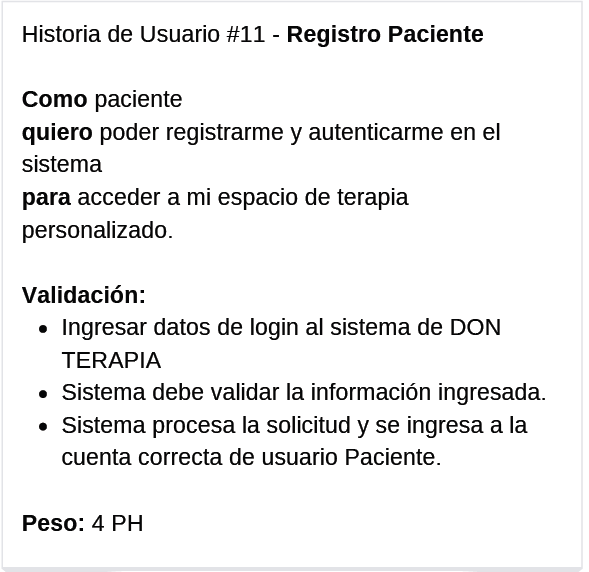 Historia de Usuario #11 - Registro Paciente
Como paciente
quiero poder registrarme y autenticarme en el
sistema
para acceder a mi espacio de terapia
personalizado.
Validación:
• Ingresar datos de login al sistema de DON
TERAPIA
• Sistema debe validar la información ingresada.
• Sistema procesa la solicitud y se ingresa a la
cuenta correcta de usuario Paciente.
Peso: 4 PH